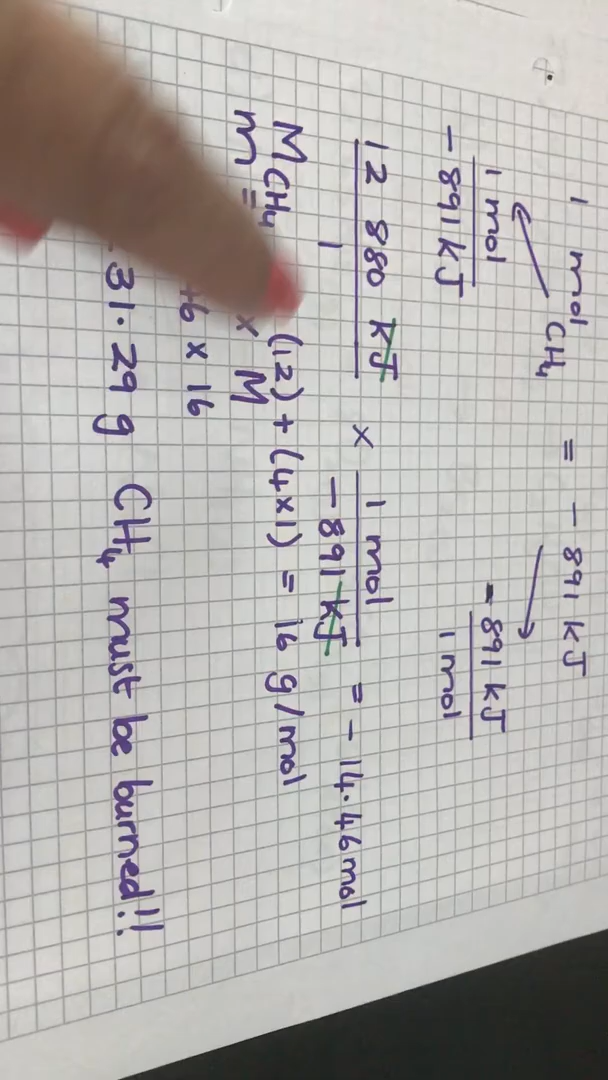 1 mol CH₄ = - 891 kJ
1 mol
- 891 kJ
- 891 kJ
1 mol
12 880 kJ × 1 mol = - 14.46 mol
1
- 891 kJ
M CH₄ (12) + (4×1) = 16 g/mol
m = × M
46 × 16
31.29 g CH₄ must be burned!!